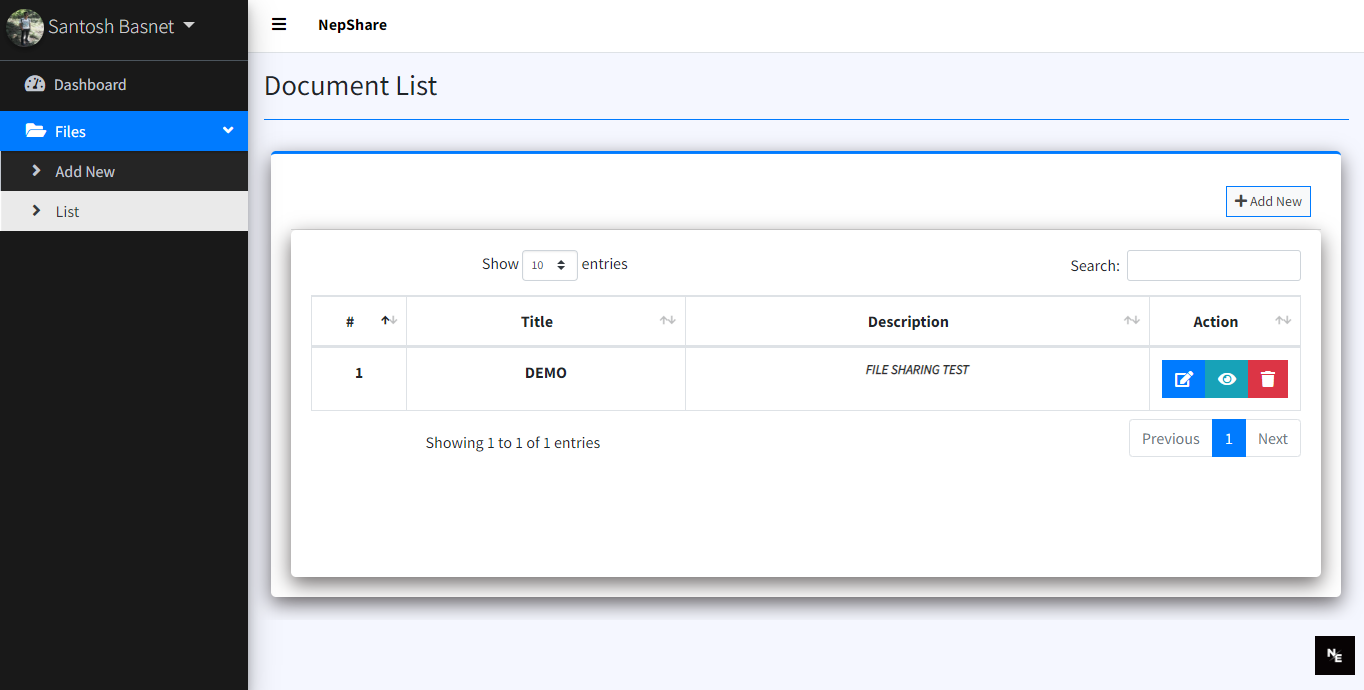 Santosh Basnet
NepShare
Dashboard
Files
Add New
List
Document List
Add New
Show 10 entries
Search:
# Title Description Action
1 DEMO FILE SHARING TEST
Showing 1 to 1 of 1 entries
Previous 1 Next
NE